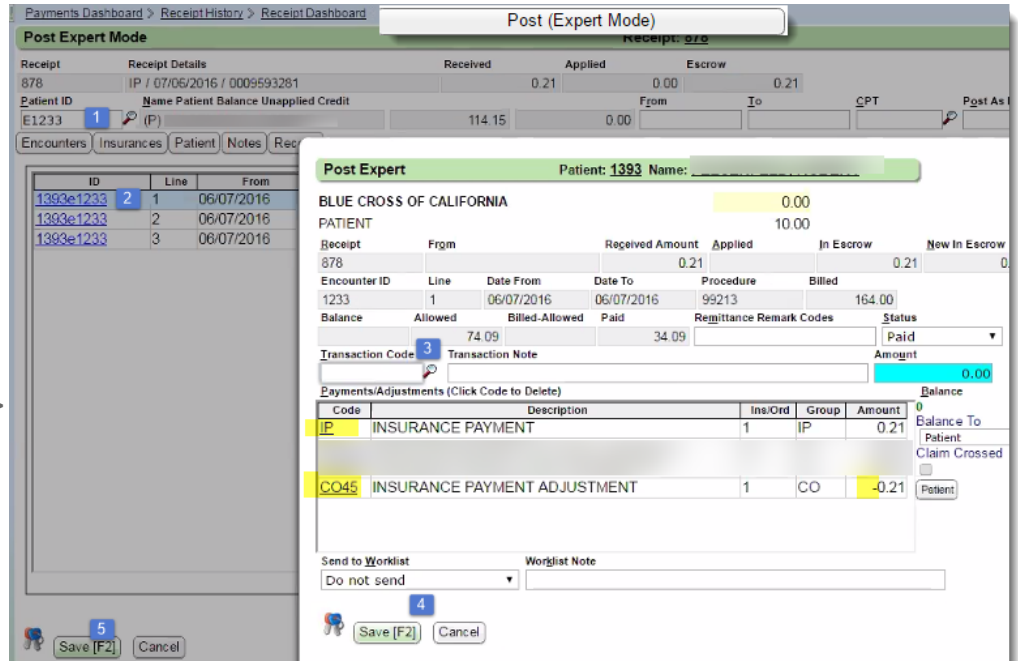 Payments Dashboard > Receipt History > Receipt Dashboard
Post (Expert Mode)
Post Expert Mode Receipt: 878
Receipt Receipt Details Received Applied Escrow
878 IP / 07/06/2016 / 0009593281 0.21 0.00 0.21
Patient ID Name Patient Balance Unapplied Credit From To CPT Post As
E1233 1 (P) 114.15 0.00
Encounters Insurances Patient Notes
ID Line From
1393e1233 2 1 06/07/2016
1393e1233 2 06/07/2016
1393e1233 3 06/07/2016
Post Expert Patient: 1393 Name:
BLUE CROSS OF CALIFORNIA 0.00
PATIENT 10.00
Receipt From Received Amount Applied In Escrow New In Escrow
878 0.21 0.21 0.
Encounter ID Line Date From Date To Procedure Billed
1233 1 06/07/2016 06/07/2016 99213 164.00
Balance Allowed Billed-Allowed Paid Remittance Remark Codes Status
74.09 34.09 Paid
Transaction Code 3 Transaction Note Amount
0.00
Payments/Adjustments (Click Code to Delete) Balance
Code Description Ins/Ord Group Amount 0
IP INSURANCE PAYMENT 1 IP 0.21 Balance To
Patient
Claim Crossed
CO45 INSURANCE PAYMENT ADJUSTMENT 1 CO -0.21 Patient
Send to Worklist Worklist Note
Do not send
4
Save [F2] Cancel
5
Save [F2] Cancel